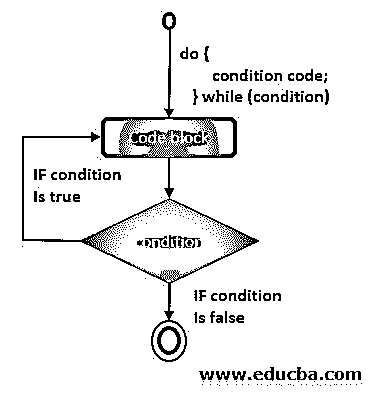 do {
condition code;
} while (condition)
code block
IF condition
Is true
condition
IF condition
Is false
www.educba.com